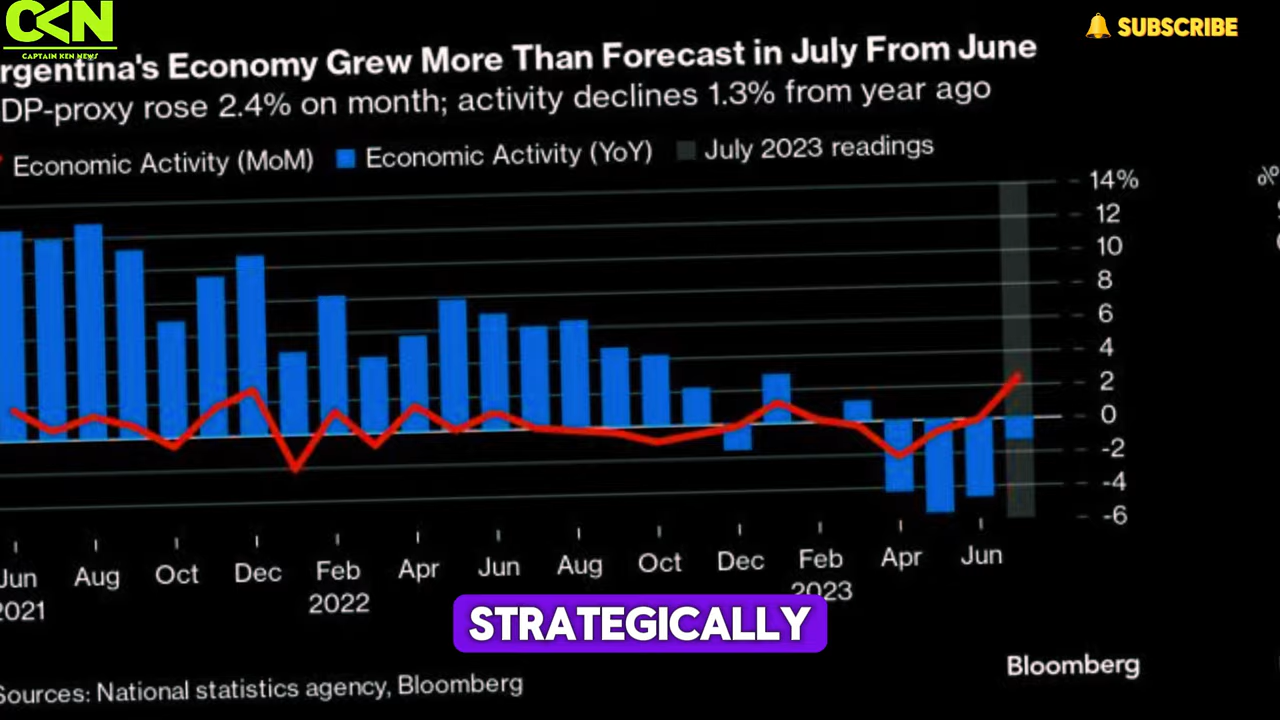 CKN
CAPTAIN KEN NEWS
SUBSCRIBE
rgentina's Economy Grew More Than Forecast in July From June
DP-proxy rose 2.4% on month; activity declines 1.3% from year ago
Economic Activity (MoM) Economic Activity (YoY) July 2023 readings
14%
12
10
8
6
4
2
0
-2
-4
-6
Jun Aug Oct Dec Feb Apr Jun Aug Oct Dec Feb Apr Jun
2021 2022 2023
STRATEGICALLY
Bloomberg
Sources: National statistics agency, Bloomberg